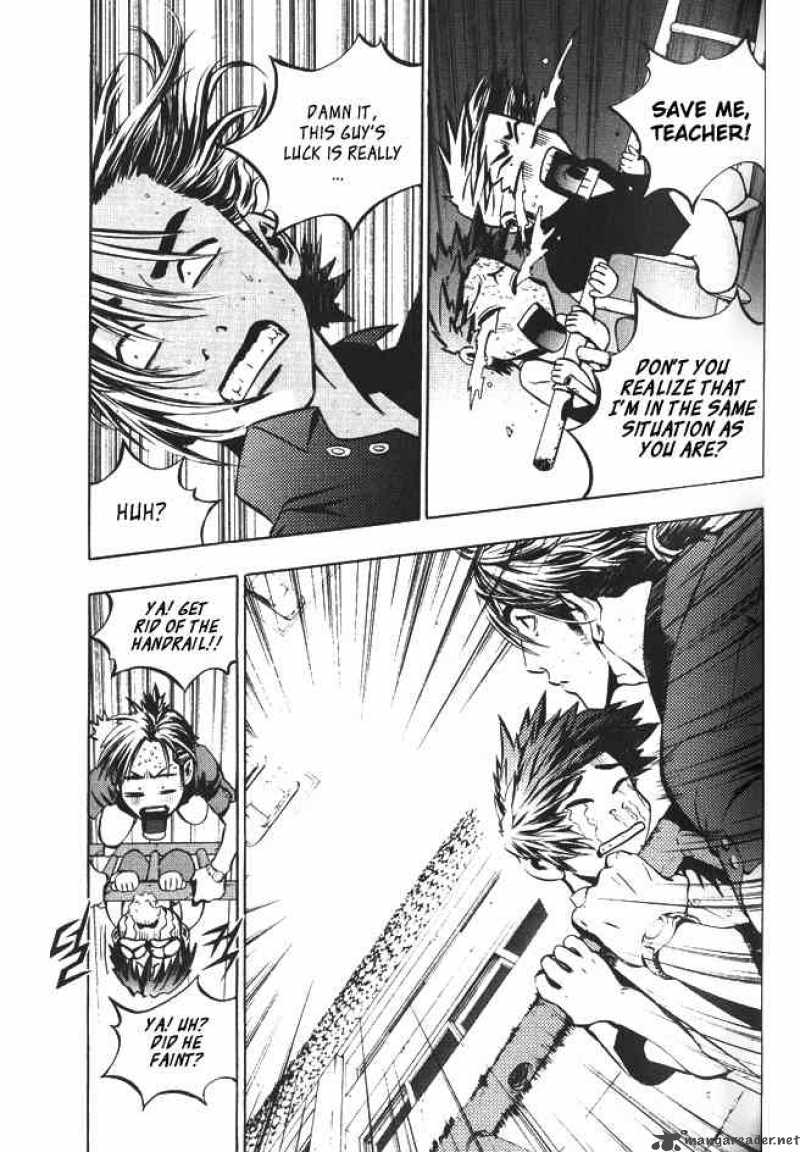 SAVE ME,
TEACHER!
DON'T YOU
REALIZE THAT
I'M IN THE SAME
SITUATION AS
YOU ARE?
DAMN IT,
THIS GUY'S
LUCK IS REALLY
...
HUH?
YA! GET
RID OF THE
HANDRAIL!!
YA! UH?
DID HE
FAINT?
mangareader.net